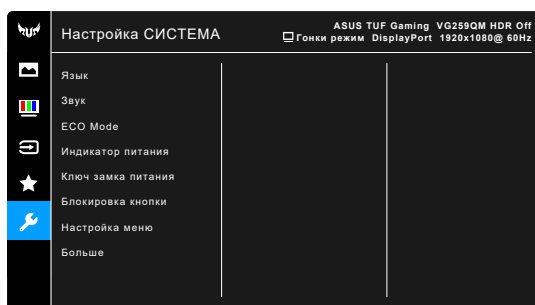 Настройка СИСТЕМА
ASUS TUF Gaming VG259QM HDR Off
Гонки режим DisplayPort 1920x1080@ 60Hz
Язык
Звук
ECO Mode
Индикатор питания
Ключ замка питания
Блокировка кнопки
Настройка меню
Больше